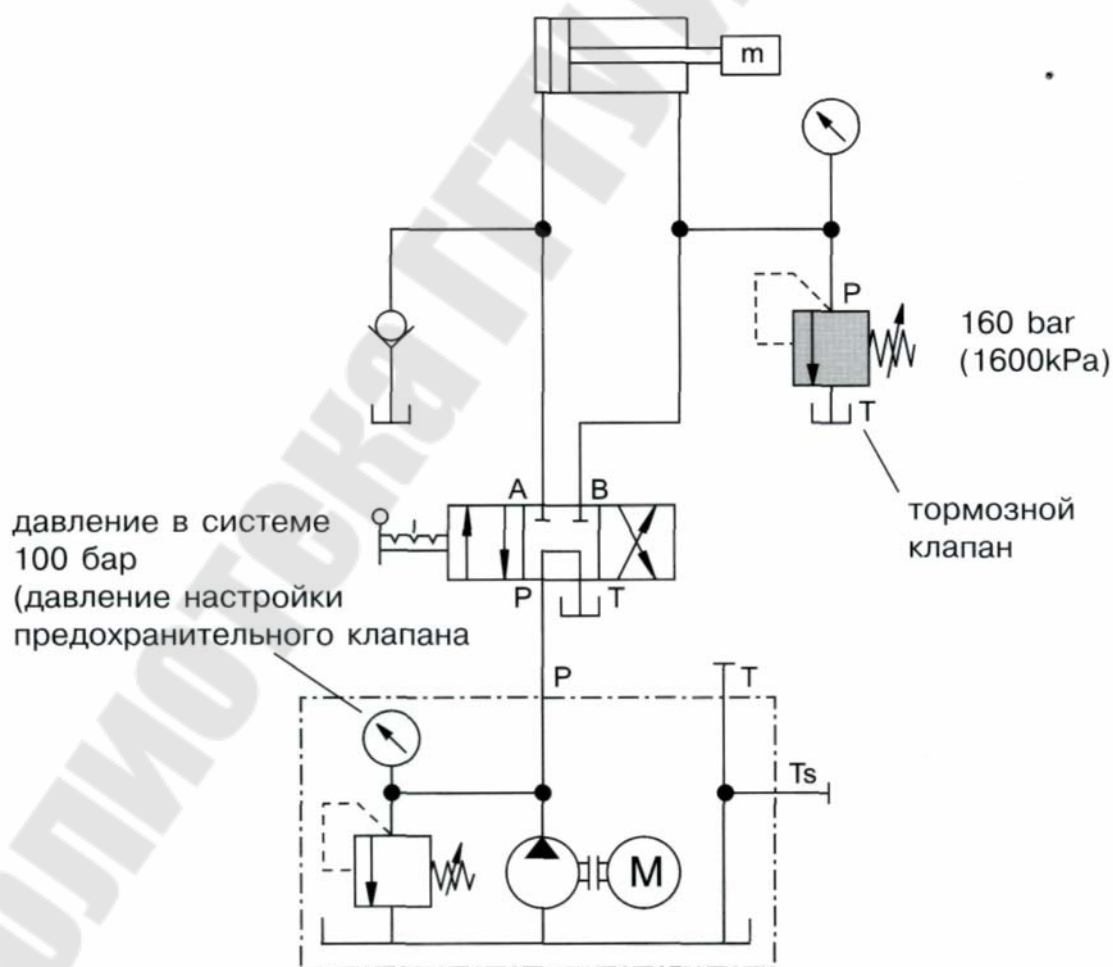 m
P
160 bar
(1600kPa)
T
тормозной
клапан
A B
P T
давление в системе
100 бар
(давление настройки
предохранительного клапана
P
T
Ts
M